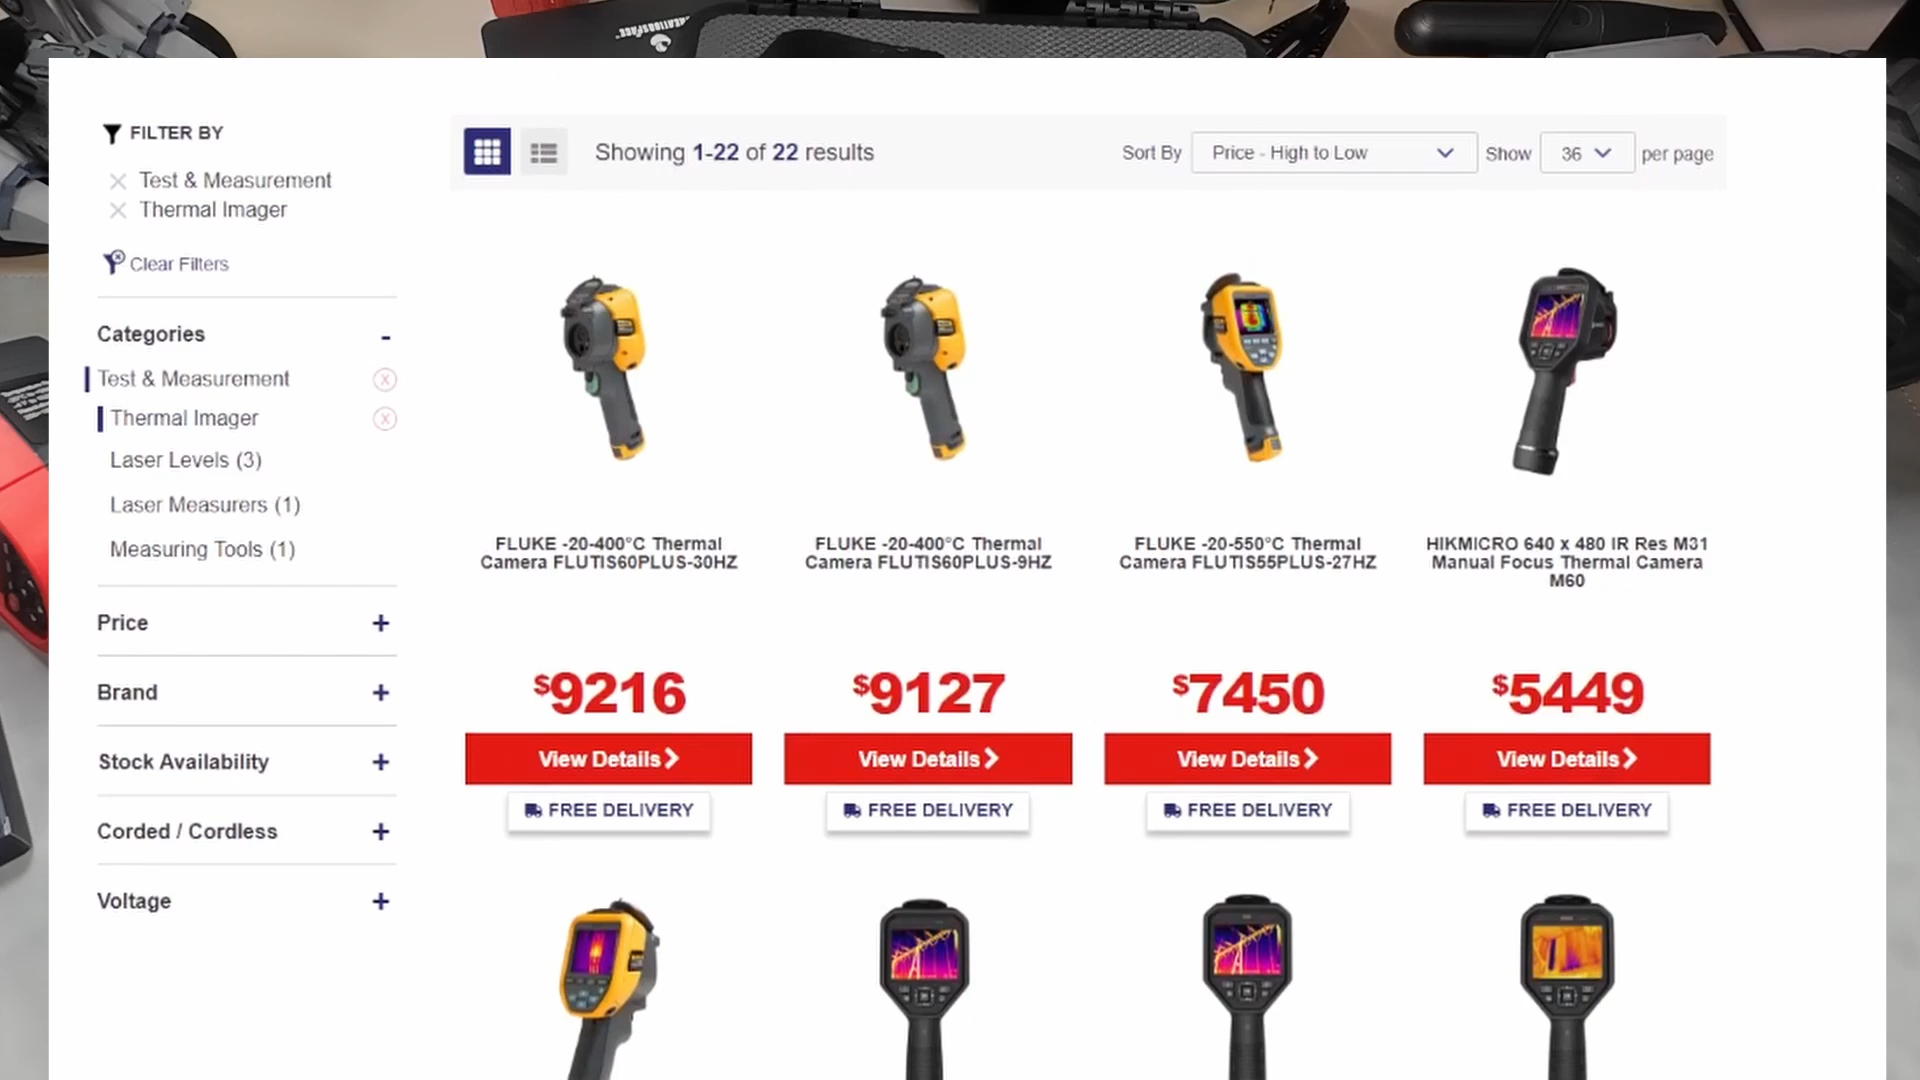 FILTER BY
Test & Measurement
Thermal Imager
Clear Filters
Categories
-
Test & Measurement
Thermal Imager
Laser Levels (3)
Laser Measurers (1)
Measuring Tools (1)
Price +
Brand +
Stock Availability +
Corded / Cordless +
Voltage +
Showing 1-22 of 22 results
Sort By Price - High to Low Show 36 per page
FLUKE -20-400°C Thermal
Camera FLUTIS60PLUS-30HZ
$9216
View Details
FREE DELIVERY
FLUKE -20-400°C Thermal
Camera FLUTIS60PLUS-9HZ
$9127
View Details
FREE DELIVERY
FLUKE -20-550°C Thermal
Camera FLUTIS55PLUS-27HZ
$7450
View Details
FREE DELIVERY
HIKMICRO 640 x 480 IR Res M31
Manual Focus Thermal Camera
M60
$5449
View Details
FREE DELIVERY